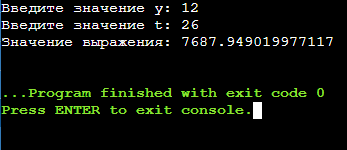 Введите значение y: 12
Введите значение t: 26
Значение выражения: 7687.949019977117
...Program finished with exit code 0
Press ENTER to exit console.